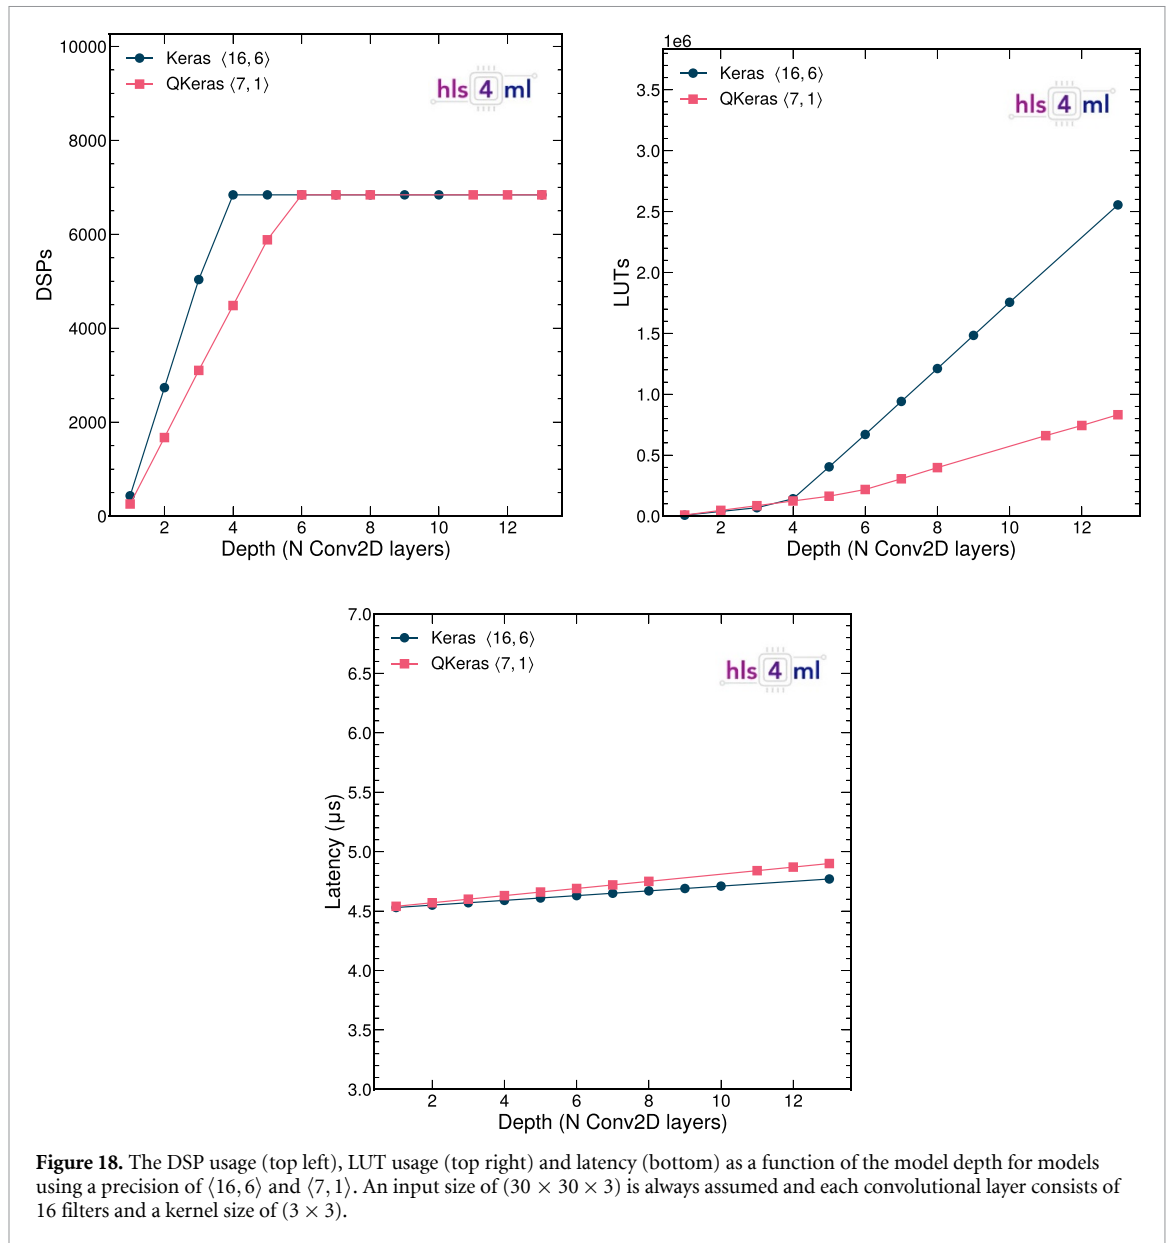 10000
8000
6000
4000
2000
0
DSPs
Keras ⟨16, 6⟩
QKeras ⟨7, 1⟩
hls 4 ml
2 4 6 8 10 12
Depth (N Conv2D layers)
1e6
3.5
3.0
2.5
2.0
1.5
1.0
0.5
0.0
LUTs
Keras ⟨16, 6⟩
QKeras ⟨7, 1⟩
hls 4 ml
2 4 6 8 10 12
Depth (N Conv2D layers)
7.0
6.5
6.0
5.5
5.0
4.5
4.0
3.5
3.0
Latency (μs)
Keras ⟨16, 6⟩
QKeras ⟨7, 1⟩
hls 4 ml
2 4 6 8 10 12
Depth (N Conv2D layers)
Figure 18. The DSP usage (top left), LUT usage (top right) and latency (bottom) as a function of the model depth for models
using a precision of ⟨16, 6⟩ and ⟨7, 1⟩. An input size of (30 × 30 × 3) is always assumed and each convolutional layer consists of
16 filters and a kernel size of (3 × 3).